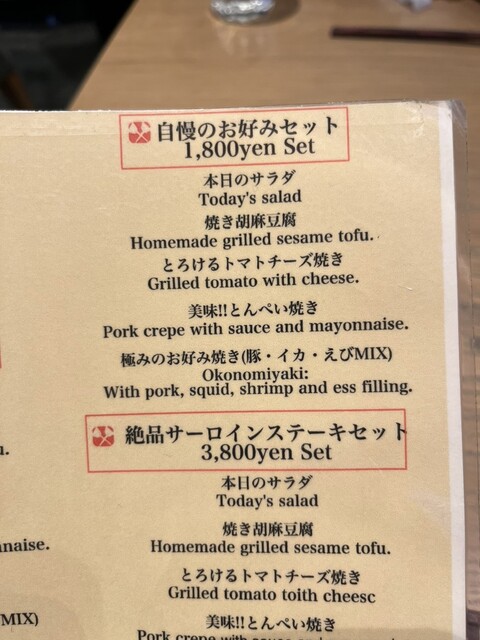 自慢のお好みセット
1,800yen Set
本日のサラダ
Today's salad
焼き胡麻豆腐
Homemade grilled sesame tofu.
とろけるトマトチーズ焼き
Grilled tomato with cheese.
美味!!とんぺい焼き
Pork crepe with sauce and mayonnaise.
極みのお好み焼き(豚・イカ・えびMIX)
Okonomiyaki:
With pork, squid, shrimp and ess filling.
絶品サーロインステーキセット
3,800yen Set
本日のサラダ
Today's salad
焼き胡麻豆腐
Homemade grilled sesame tofu.
とろけるトマトチーズ焼き
Grilled tomato toith cheesc
美味!!とんぺい焼き
Pork crepe with sauce and
u.
nnaise.
MIX)